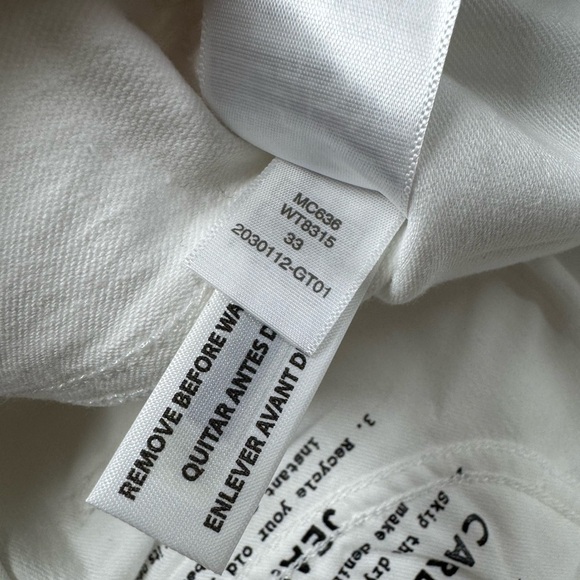 MC636
WT8315
33
2030112-GT01
REMOVE BEFORE WA
QUITAR ANTES D
ENLEVER AVANT D
3. Recycle your
instant
CARE
Skip the dry
make deni
JEA